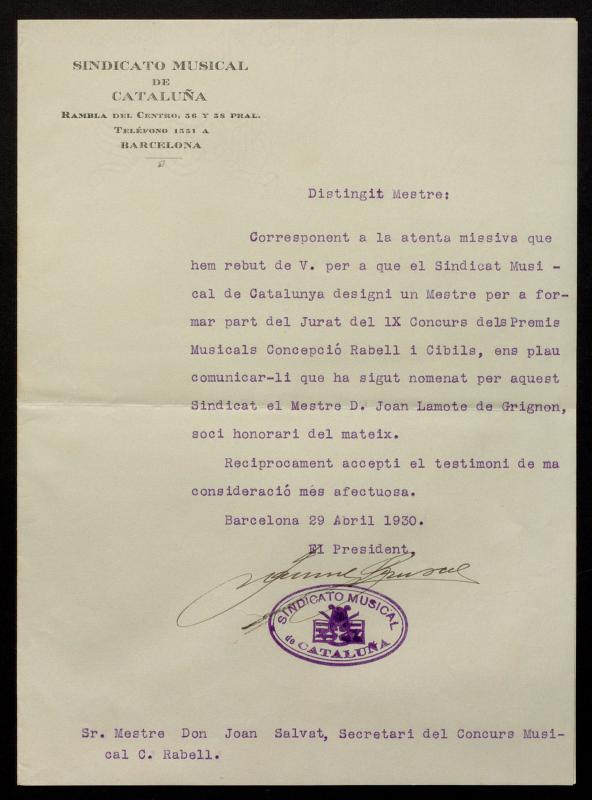 SINDICATO MUSICAL
DE
CATALUÑA
RAMBLA DEL CENTRO, 36 Y 38 PRAL.
TELÉFONO 1551 A
BARCELONA
Distingit Mestre:
Corresponent a la atenta missiva que
hem rebut de V. per a que el Sindicat Musi -
cal de Catalunya designi un Mestre per a for-
mar part del Jurat del lX Concurs dels Premis
Musicals Concepció Rabell i Cibils, ens plau
comunicar-li que ha sigut nomenat per aquest
Sindicat el Mestre D. Joan Lamote de Grignon,
soci honorari del mateix.
Reciprocament accepti el testimoni de ma
consideració més afectuosa.
Barcelona 29 Abril 1930.
El President,
SINDICATO MUSICAL
de CATALUÑA
Sr. Mestre Don Joan Salvat, Secretari del Concurs Musi-
cal C. Rabell.